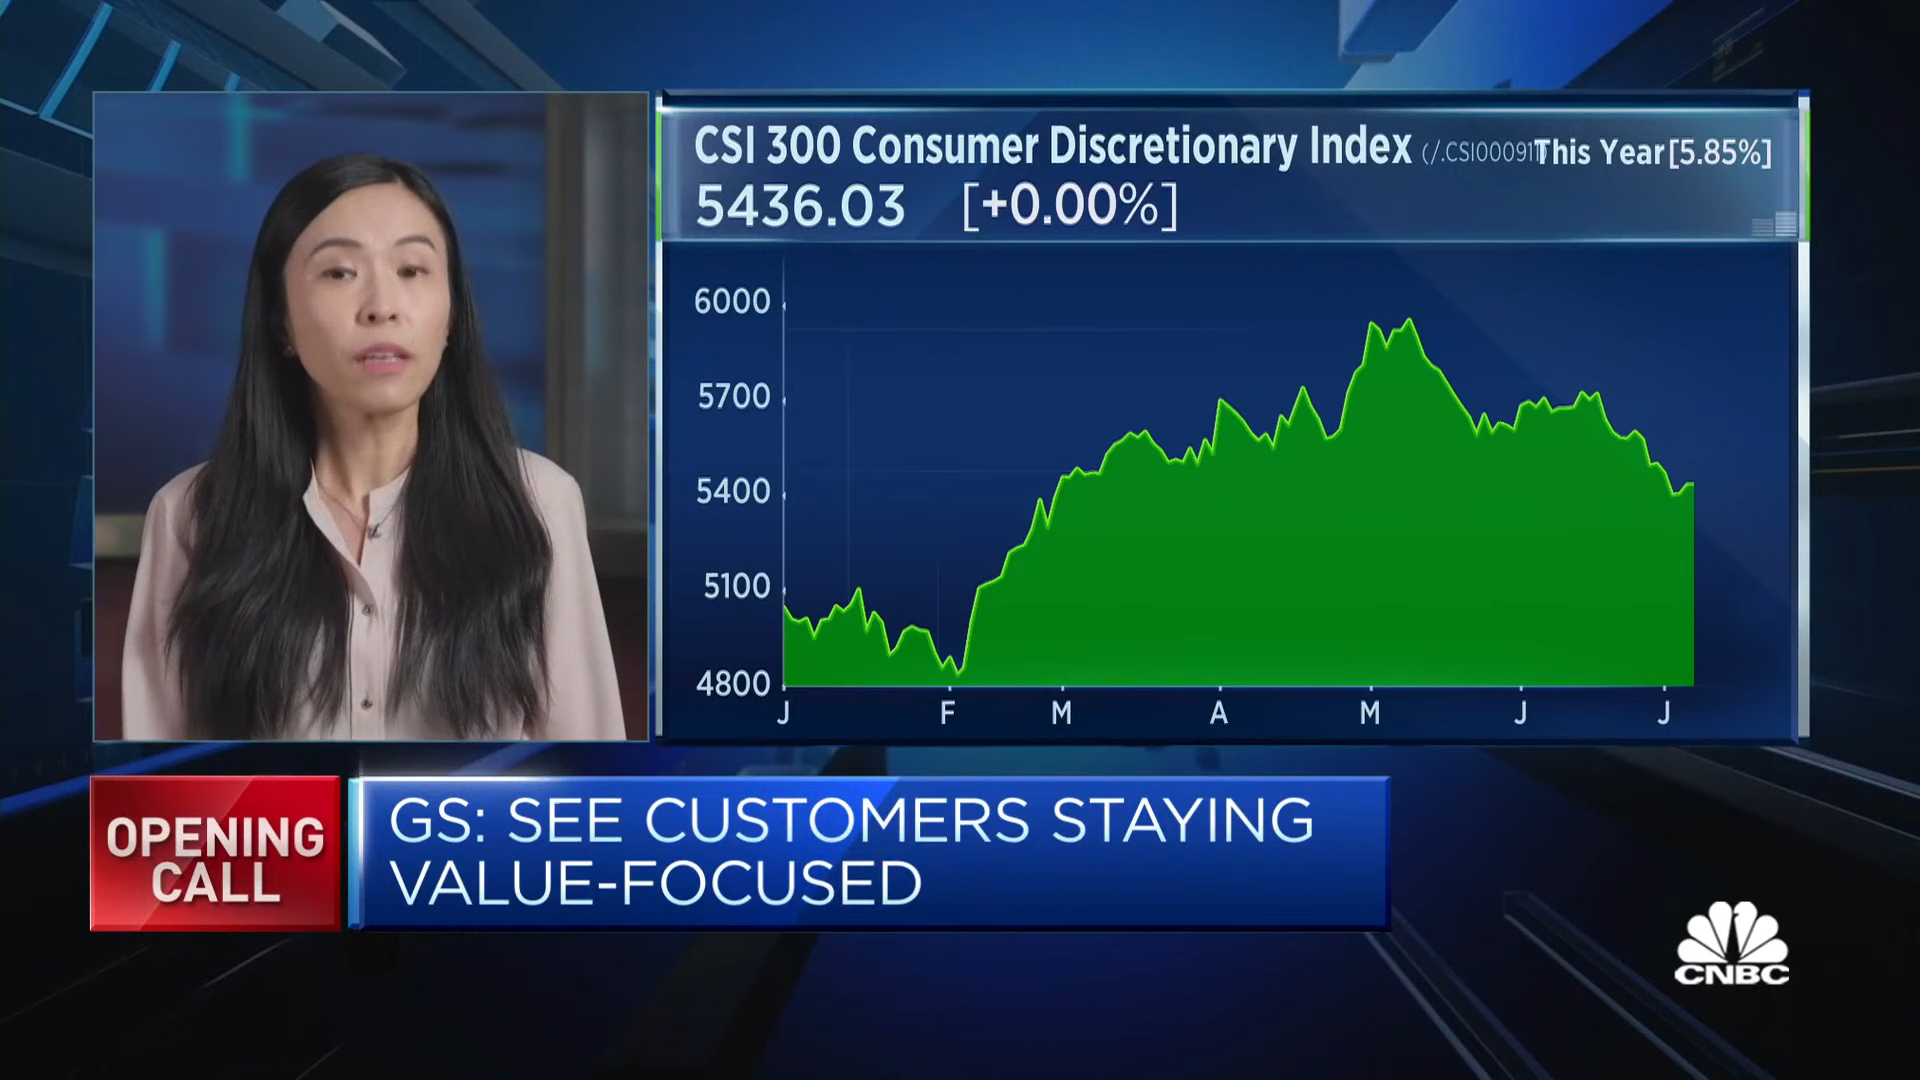 CSI 300 Consumer Discretionary Index (/.CSI00091 This Year [5.85%]
5436.03 [+0.00%]
6000
5700
5400
5100
4800
J F M A M J J
OPENING
CALL
GS: SEE CUSTOMERS STAYING
VALUE-FOCUSED
CNBC